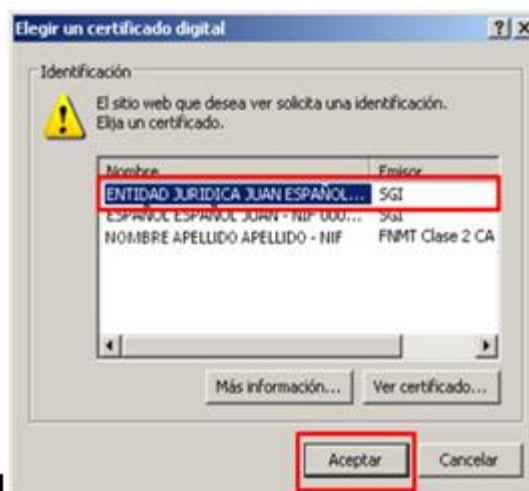 Elegir un certificado digital
Identificación
El sitio web que desea ver solicita una identificación.
Elija un certificado.
Nombre Emisor
ENTIDAD JURIDICA JUAN ESPAÑOL... SGI
ESPAÑOL ESPAÑOL JUAN - NIF 000... SGI
NOMBRE APELLIDO APELLIDO - NIF FNMT Clase 2 CA
Más información... Ver certificado...
Aceptar Cancelar